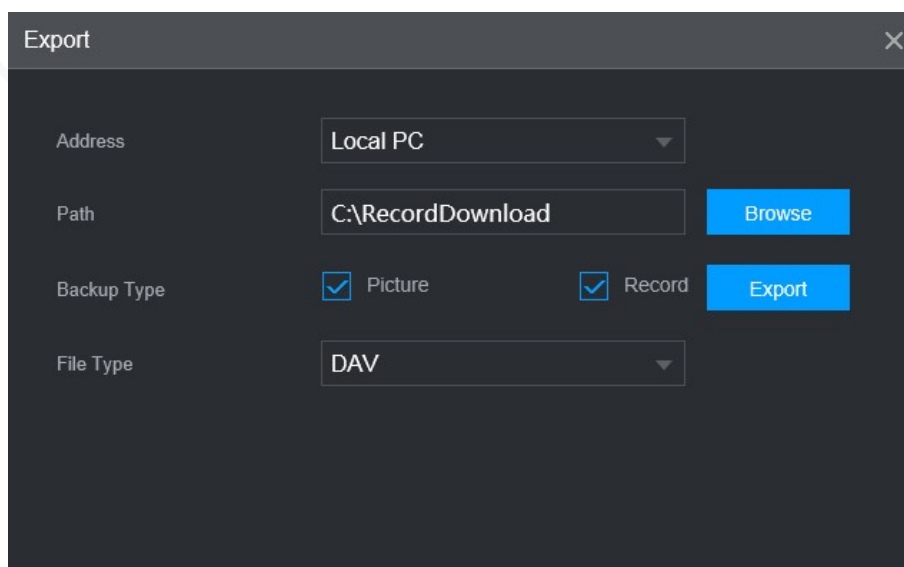 Export
Address Local PC
Path C:\RecordDownload Browse
Backup Type Picture Record Export
File Type DAV